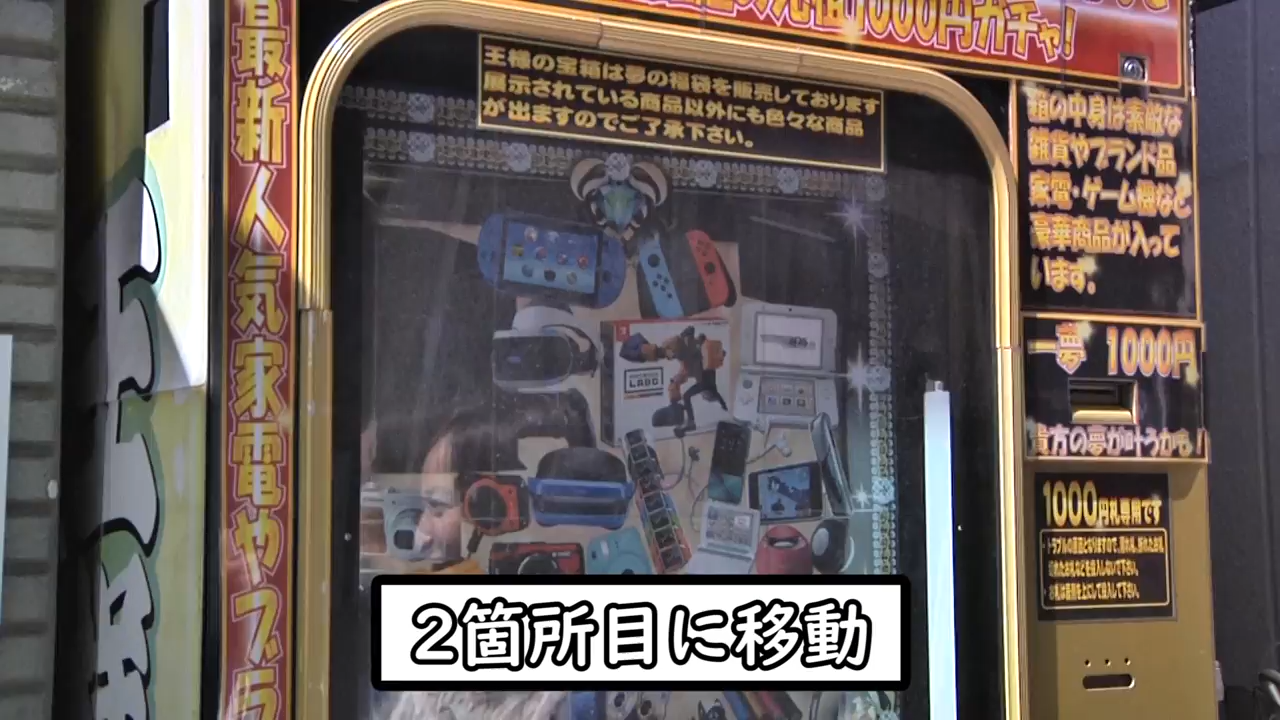 1000円ガチャ!
最新人気家電やブラ
王様の宝箱は夢の福袋を販売しております
展示されている商品以外にも色々な商品
が出ますのでご了承下さい。
箱の中身は素敵な
雑貨やブランド品
家電・ゲーム機など
豪華商品が入って
います。
一夢 1000円
貴方の夢が叶うかも!
1000円札専用です
LABO
2箇所目に移動